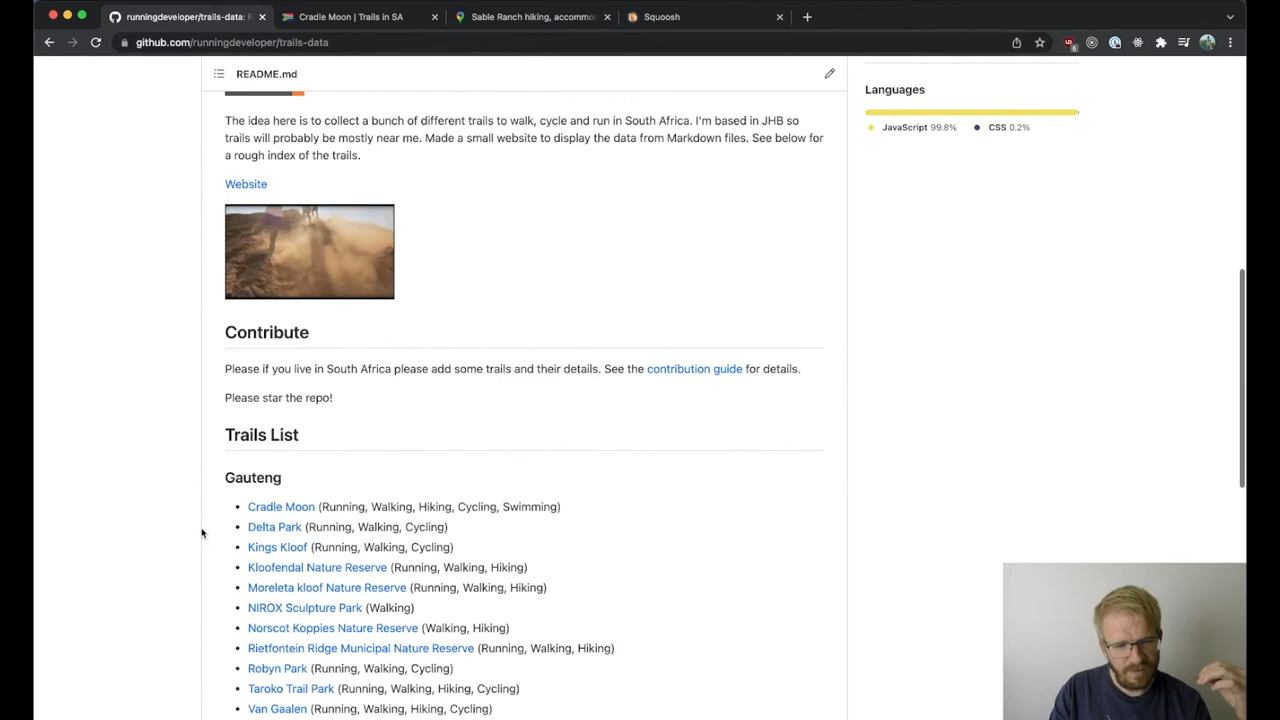 runningdeveloper/trails-data: R
Cradle Moon | Trails in SA
Sable Ranch hiking, accommo
Squoosh
github.com/runningdeveloper/trails-data
README.md
The idea here is to collect a bunch of different trails to walk, cycle and run in South Africa. I'm based in JHB so
trails will probably be mostly near me. Made a small website to display the data from Markdown files. See below for
a rough index of the trails.
Website
Contribute
Please if you live in South Africa please add some trails and their details. See the contribution guide for details.
Please star the repo!
Trails List
Gauteng
• Cradle Moon (Running, Walking, Hiking, Cycling, Swimming)
• Delta Park (Running, Walking, Cycling)
• Kings Kloof (Running, Walking, Cycling)
• Kloofendal Nature Reserve (Running, Walking, Hiking)
• Moreleta kloof Nature Reserve (Running, Walking, Hiking)
• NIROX Sculpture Park (Walking)
• Norscot Koppies Nature Reserve (Walking, Hiking)
• Rietfontein Ridge Municipal Nature Reserve (Running, Walking, Hiking)
• Robyn Park (Running, Walking, Cycling)
• Taroko Trail Park (Running, Walking, Hiking, Cycling)
• Van Gaalen (Running, Walking, Hiking, Cycling)
Languages
JavaScript 99.8%
CSS 0.2%